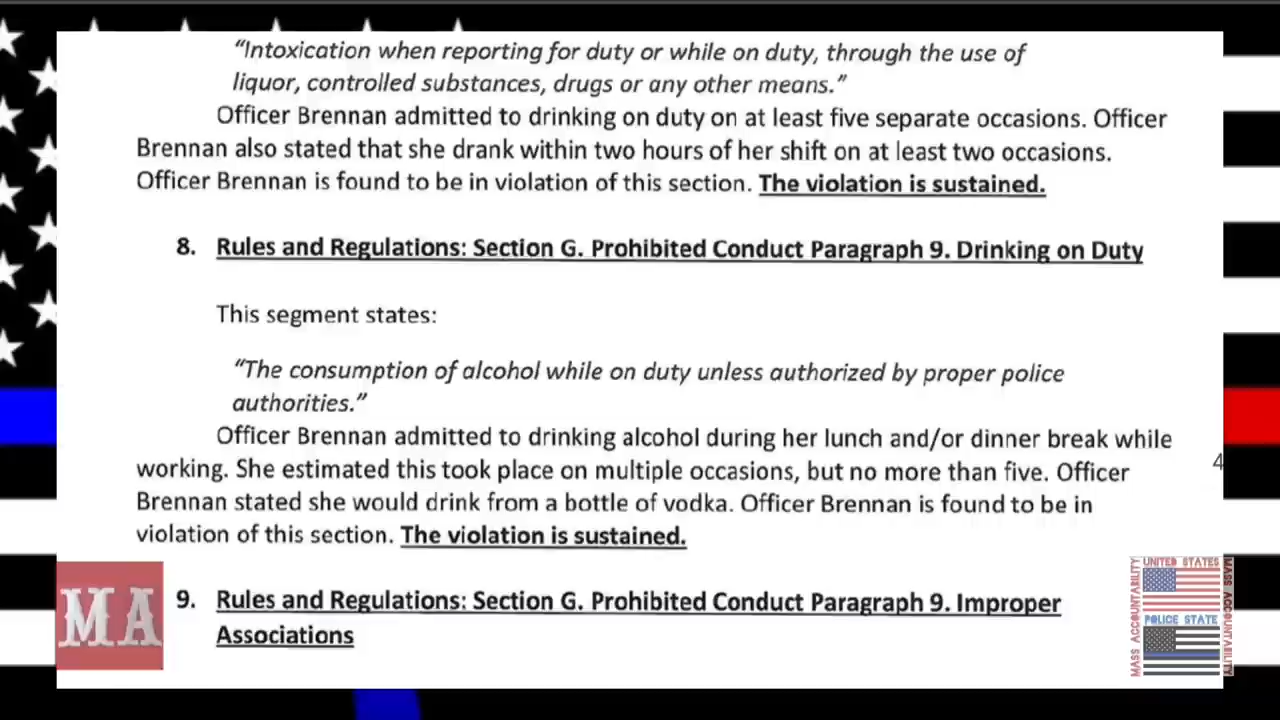 "Intoxication when reporting for duty or while on duty, through the use of
liquor, controlled substances, drugs or any other means."
Officer Brennan admitted to drinking on duty on at least five separate occasions. Officer
Brennan also stated that she drank within two hours of her shift on at least two occasions.
Officer Brennan is found to be in violation of this section. The violation is sustained.
8. Rules and Regulations: Section G. Prohibited Conduct Paragraph 9. Drinking on Duty
This segment states:
"The consumption of alcohol while on duty unless authorized by proper police
authorities."
Officer Brennan admitted to drinking alcohol during her lunch and/or dinner break while
working. She estimated this took place on multiple occasions, but no more than five. Officer
4
Brennan stated she would drink from a bottle of vodka. Officer Brennan is found to be in
violation of this section. The violation is sustained.
9. Rules and Regulations: Section G. Prohibited Conduct Paragraph 9. Improper
Associations
MA
MASS ACCOUNTABILITY
UNITED STATES
POLICE STATE
MASS ACCOUNTABILITY